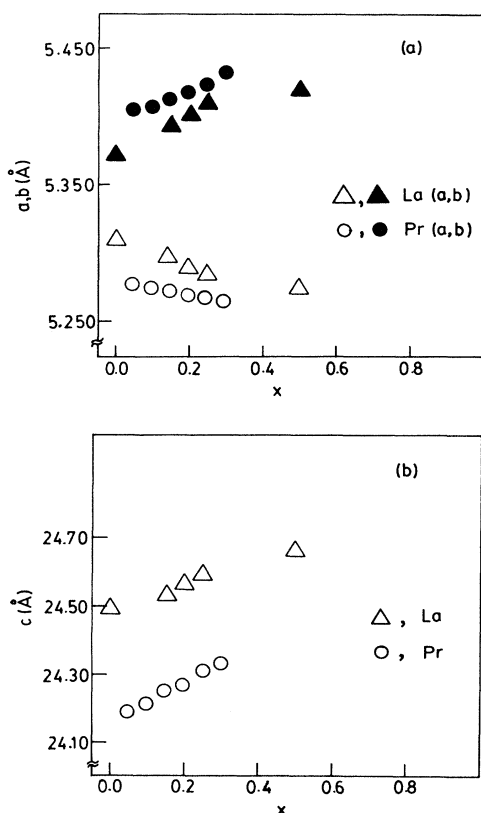 (a)
5.450
5.350
5.250
a,b (Å)
△ , ▲ La (a,b)
○ , ● Pr (a,b)
0.0 0.2 0.4 0.6 0.8
x
(b)
24.70
24.50
24.30
24.10
c (Å)
△ , La
○ , Pr
0.0 0.2 0.4 0.6 0.8
x